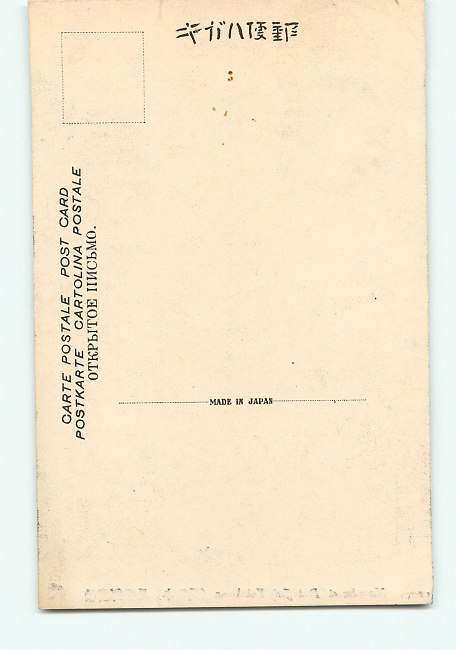 郵便ハガキ
CARTE POSTALE POST CARD
POSTKARTE CARTOLINA POSTALE
ОТКРЫТОЕ ПИСЬМО.
MADE IN JAPAN